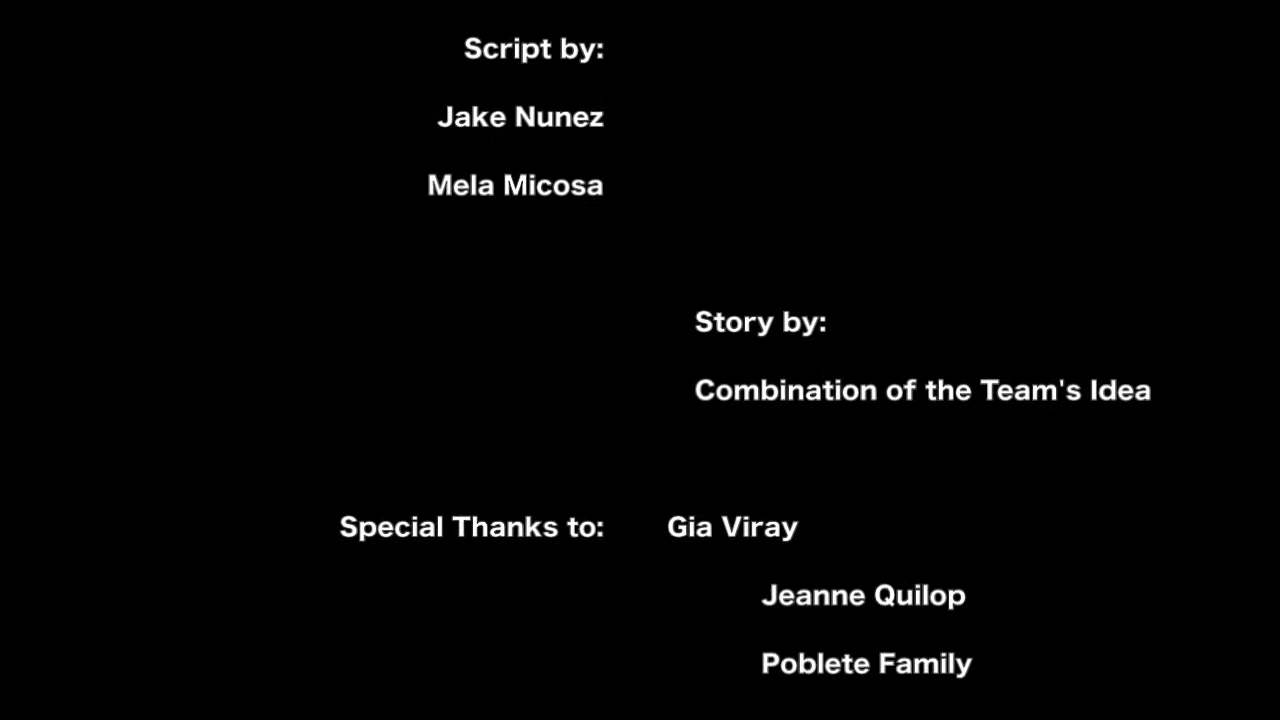 Script by:
Jake Nunez
Mela Micosa
Story by:
Combination of the Team's Idea
Special Thanks to: Gia Viray
Jeanne Quilop
Poblete Family